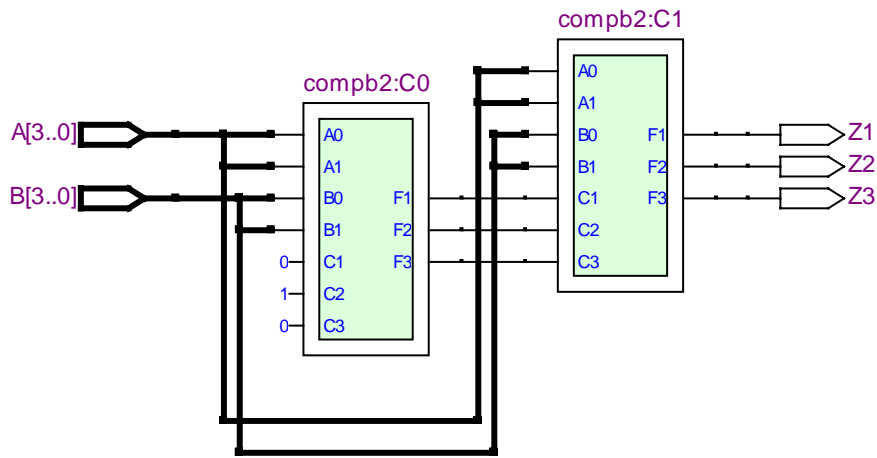 compb2:C1
compb2:C0
A[3..0]
B[3..0]
A0
A1
B0 F1
B1 F2
0 C1 F3
1 C2
0 C3
A0
A1
B0 F1
B1 F2
C1 F3
C2
C3
Z1
Z2
Z3